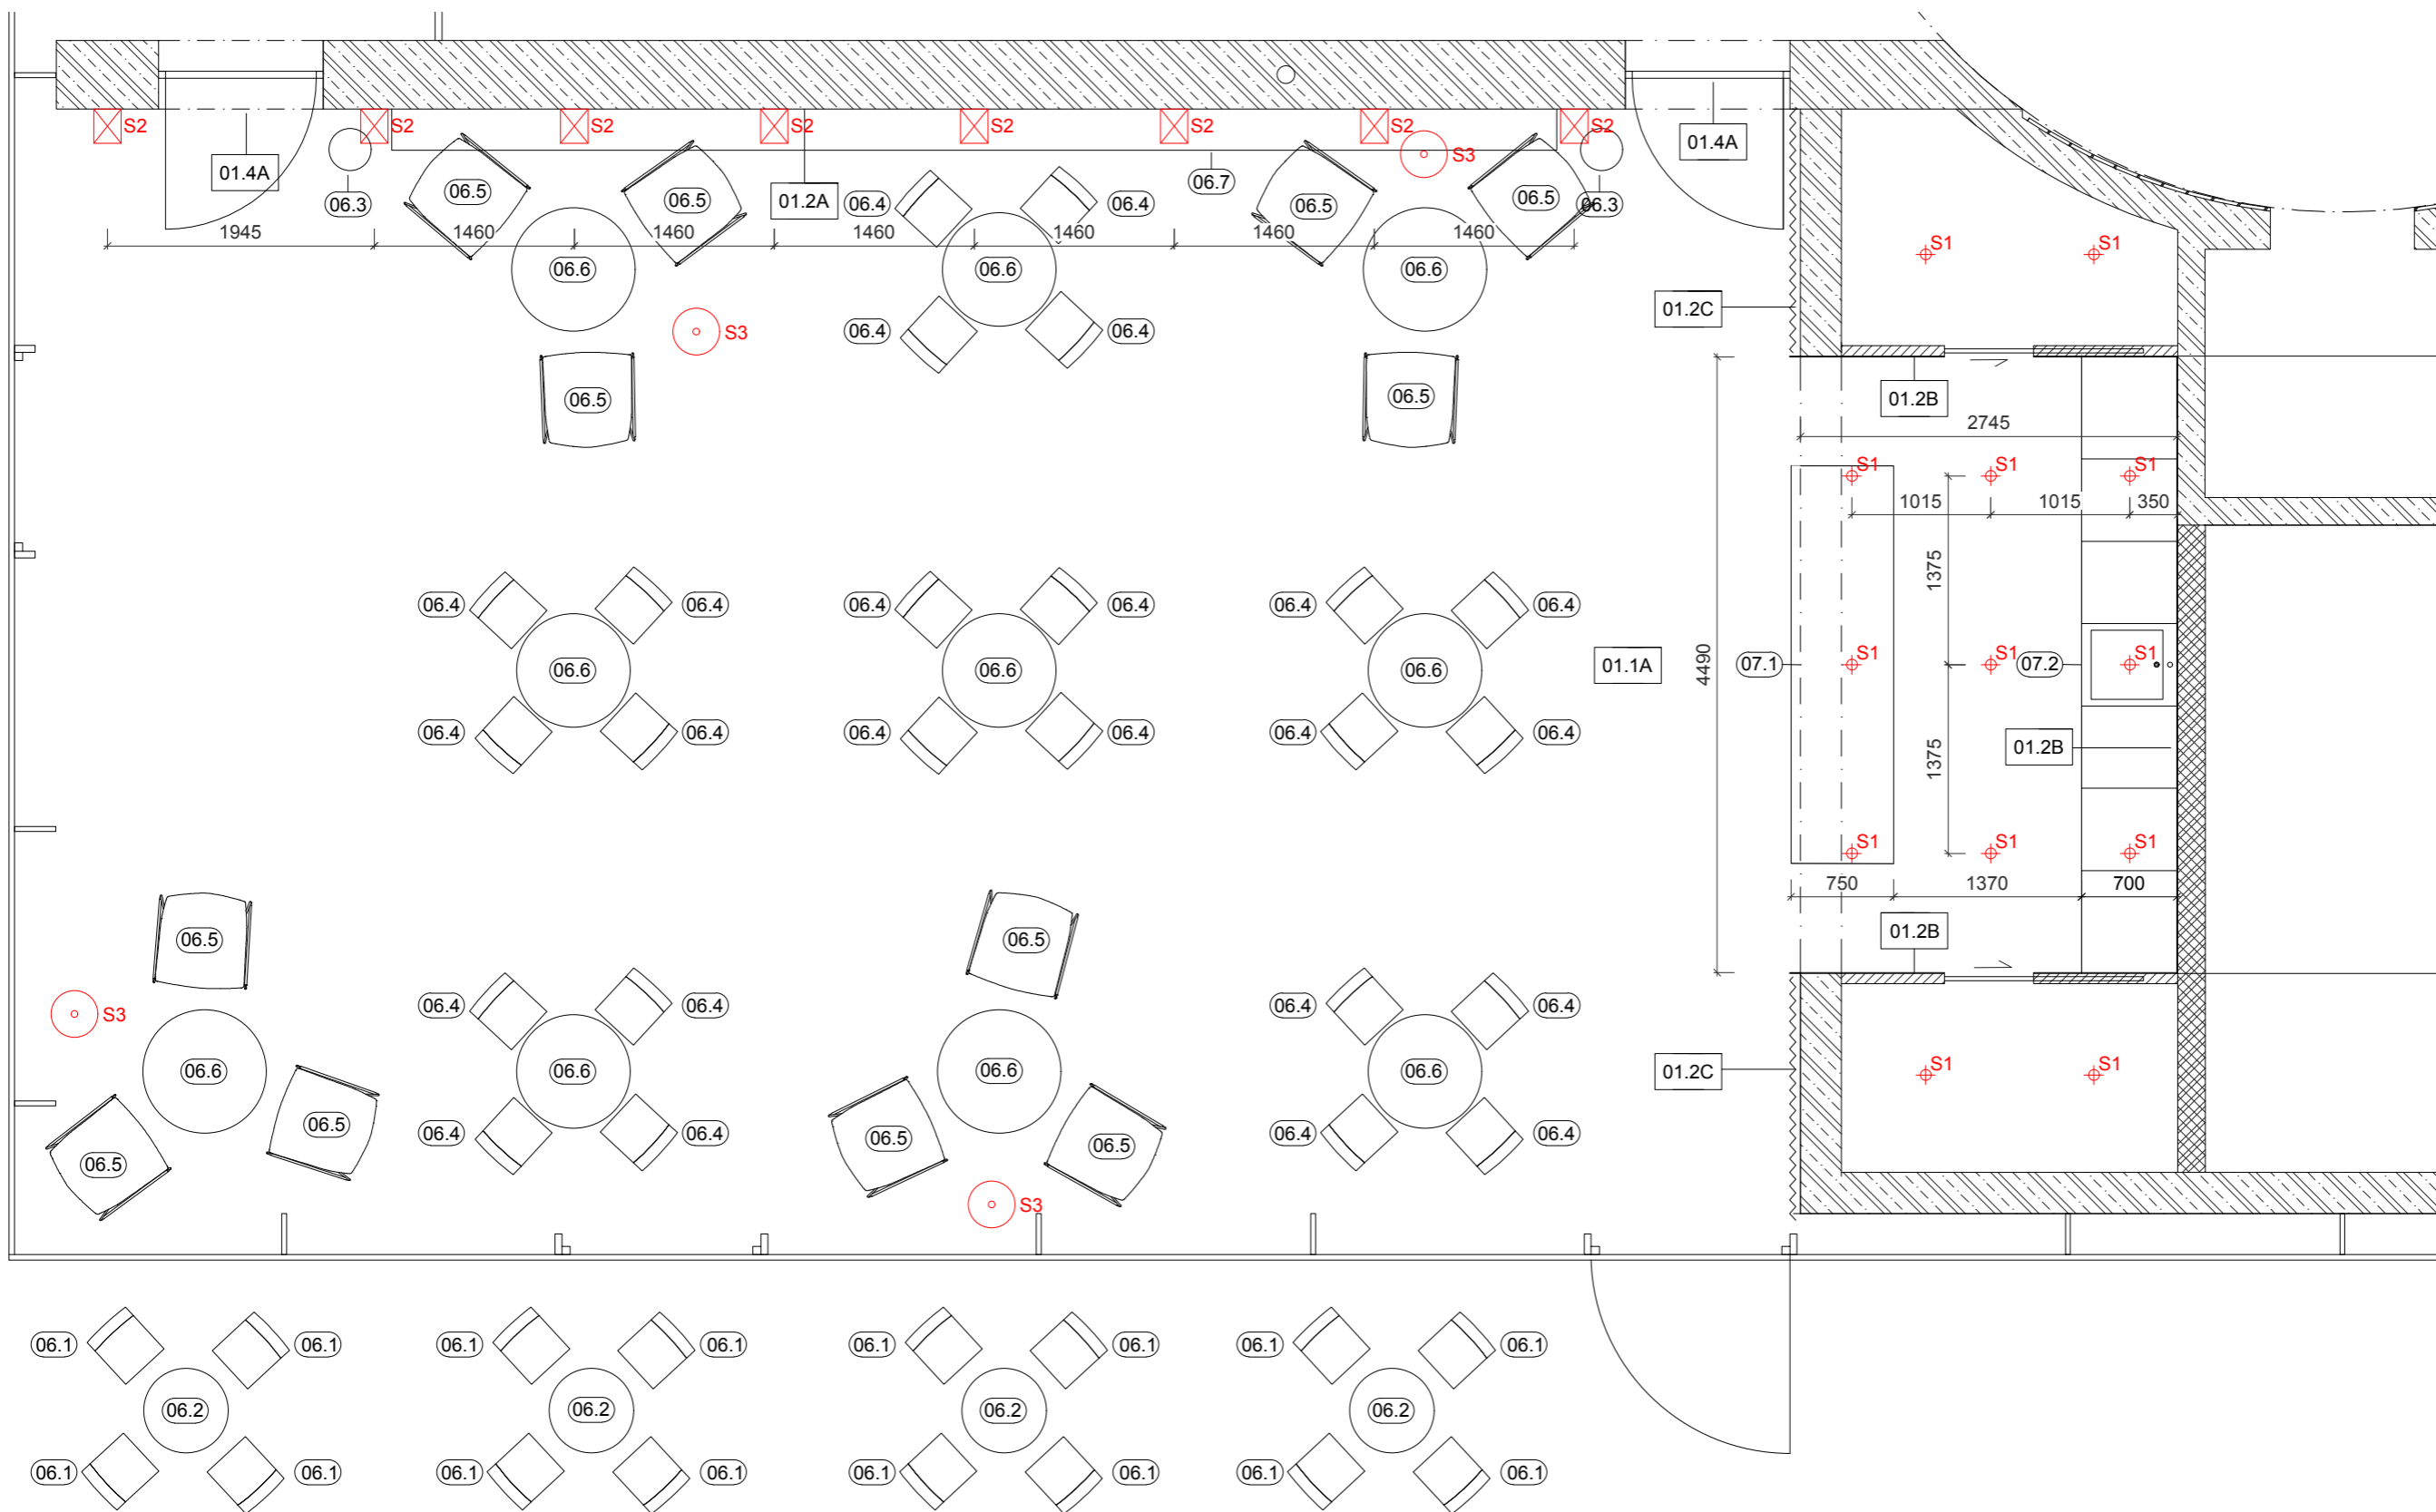 S2 S2 S2 S2 S2 S2 S2 S2
01.4A 06.3 06.5 06.5 01.2A 06.4 06.4 06.7 06.5 S3 06.5 06.3 01.4A
1945 1460 1460 1460 1460 1460 1460
S1 S1
06.6 06.6 06.6
01.2C
S3 06.4 06.4
06.5 06.5 01.2B
2745
S1 S1 S1
1015 1015 350
1375
06.4 06.4 06.4 06.4 06.4 06.4
06.6 06.6 06.6 01.1A 4490 07.1 S1 S1 07.2 S1
06.4 06.4 06.4 06.4 06.4 06.4 01.2B
1375
S1 S1 S1
750 1370 700
06.5 06.5 01.2B
S3 06.4 06.4 06.4 06.4
06.6 06.6 06.6 06.6 01.2C S1 S1
06.5 06.4 06.4 06.5 06.5 06.4 06.4
06.5
S3
06.1 06.1 06.1 06.1 06.1 06.1 06.1 06.1
06.2 06.2 06.2 06.2
06.1 06.1 06.1 06.1 06.1 06.1 06.1 06.1